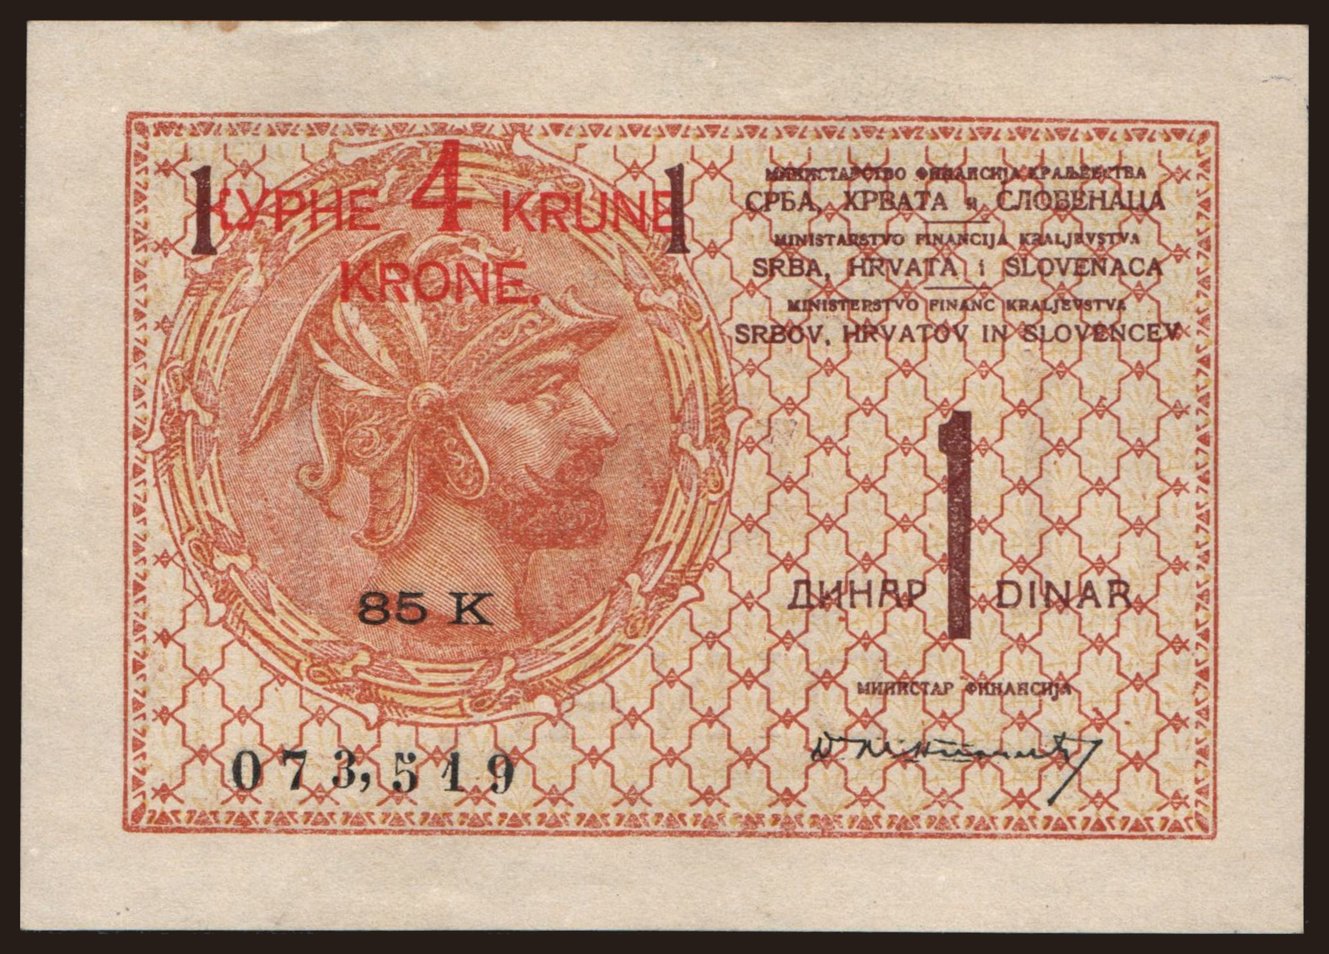 1 КУРНЕ 4 KRUNE 1
KRONE.
МИНИСТАРСТВО ФИНАНСИЈА КРАЉЕВСТВА
СРБА, ХРВАТА и СЛОВЕНАЦА
MINISTARSTVO FINANCIJA KRALJEVSTVA
SRBA, HRVATA i SLOVENACA
MINISTERSTVO FINANC KRALJEVSTVA
SRBOV, HRVATOV IN SLOVENCEV
85 K
ДИНАР 1 DINAR
МИНИСТАР ФИНАНСИЈА
073,519